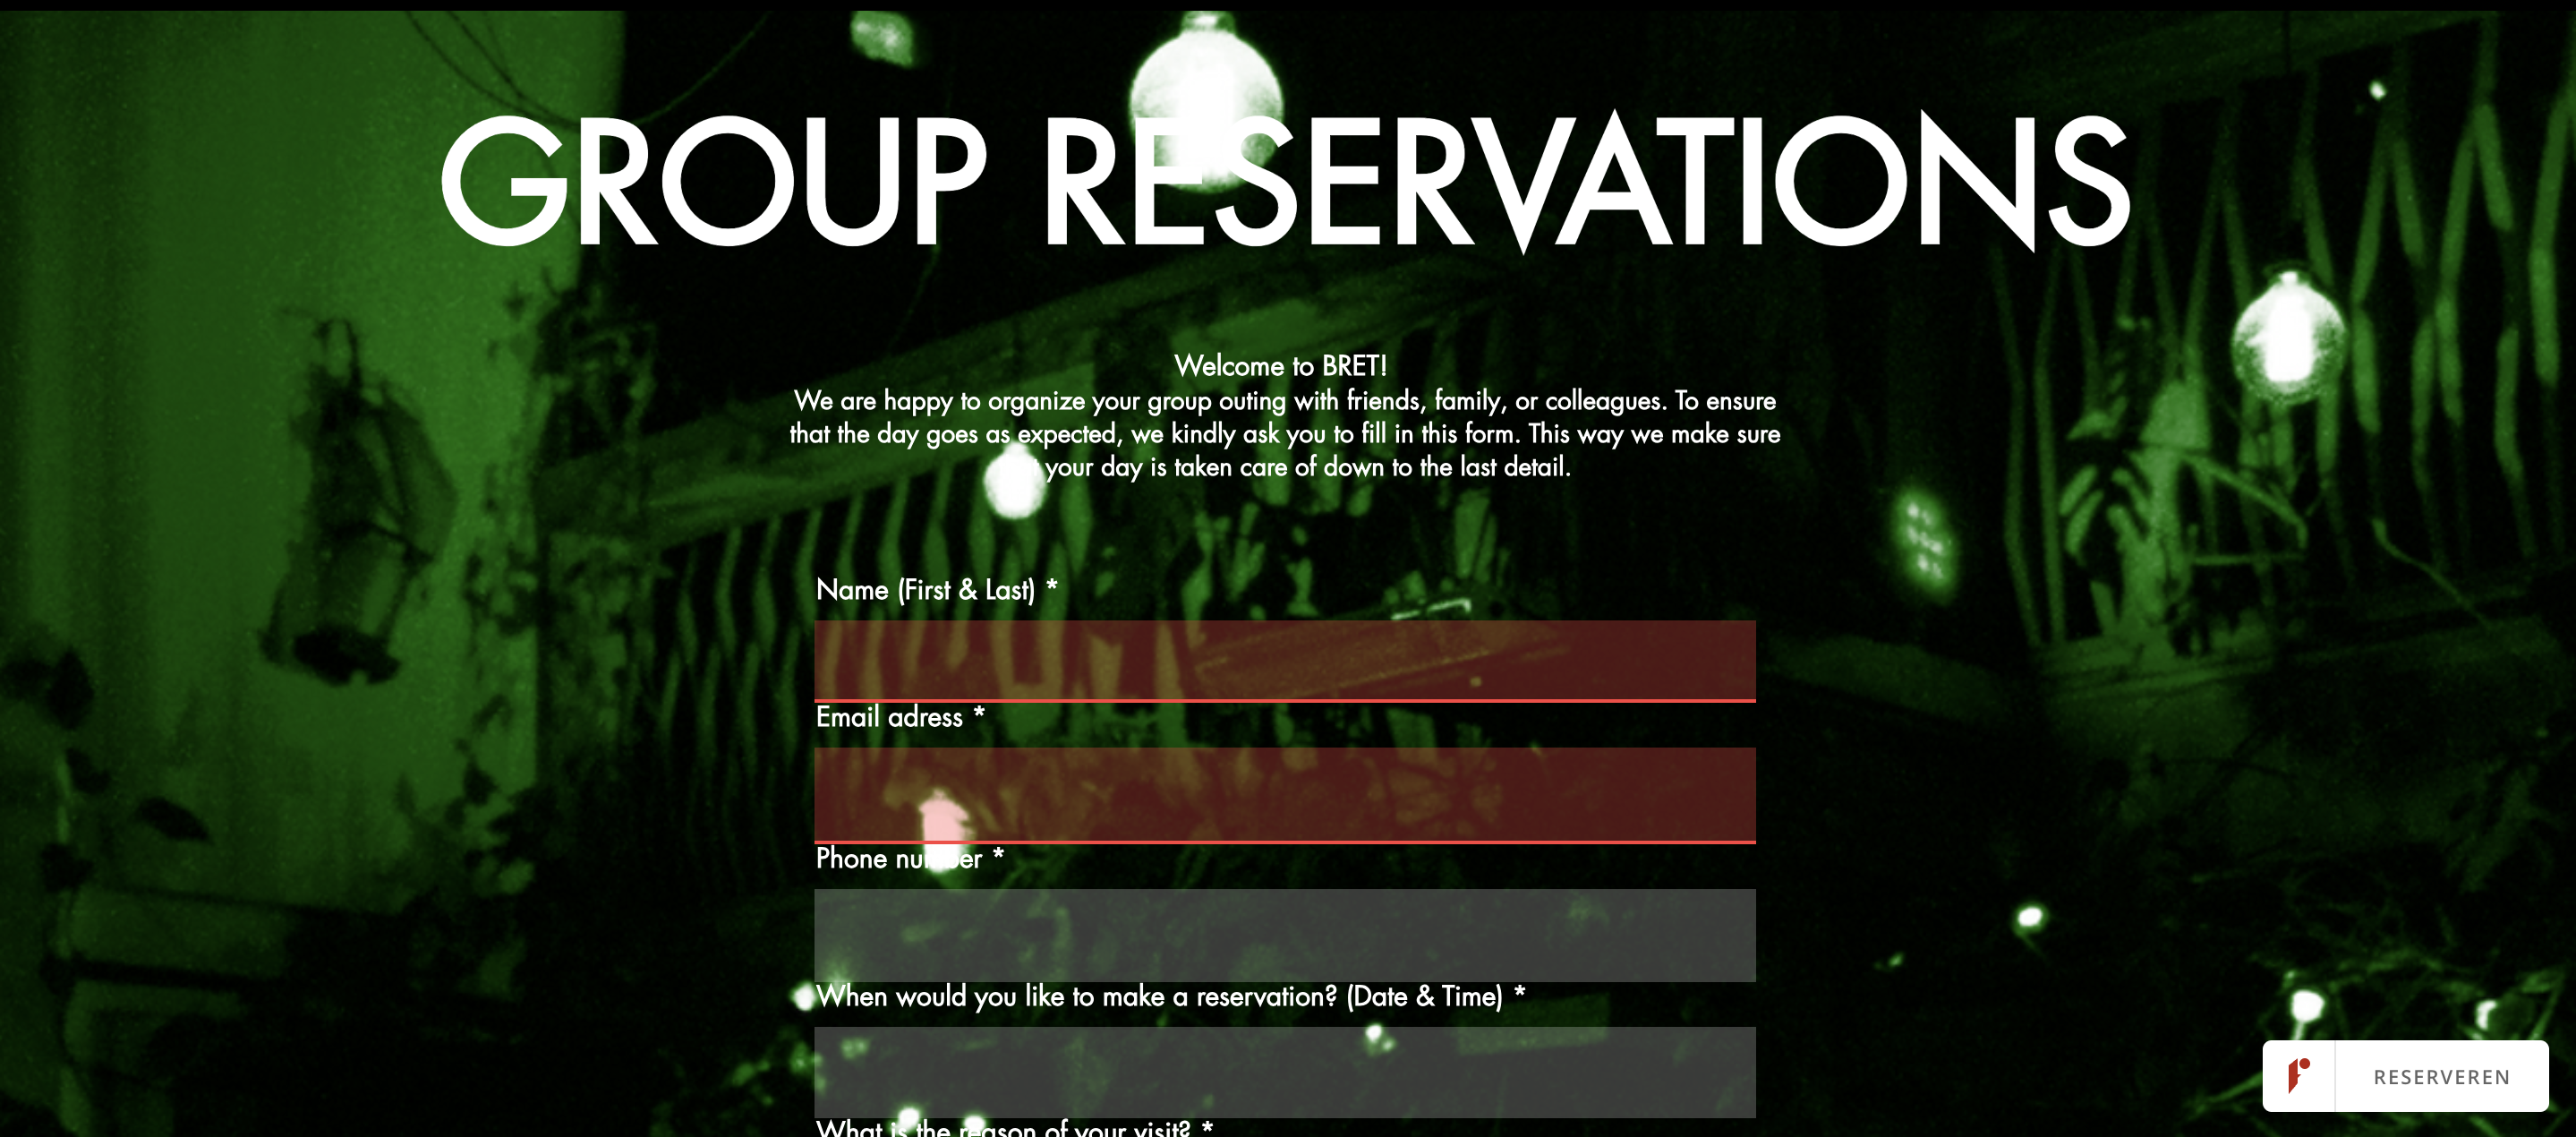 GROUP RESERVATIONS
Welcome to BRET!
We are happy to organize your group outing with friends, family, or colleagues. To ensure
that the day goes as expected, we kindly ask you to fill in this form. This way we make sure
your day is taken care of down to the last detail.
Name (First & Last) *
Email adress *
Phone number *
When would you like to make a reservation? (Date & Time) *
What is the reason of your visit? *
RESERVEREN